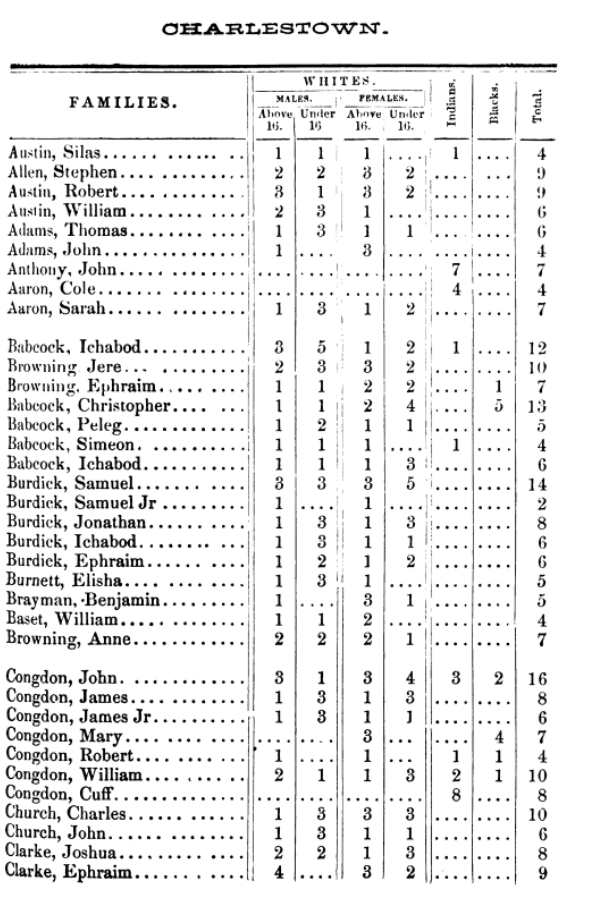 CHARLESTOWN.
FAMILIES. WHITES. Indians. Blacks. Total.
MALES. FEMALES.
Above Under Above Under
16. 16 16. 16.
Austin, Silas...... ...... .. 1 1 1 .... 1 .... 4
Allen, Stephen.............. 2 2 3 2 .... ... 9
Austin, Robert.............. 3 1 3 2 .... .... 9
Austin, William............. 2 3 1 .... .... .... 6
Adams, Thomas............ 1 3 1 1 .... .... 6
Adams, John............... 1 .... 3 .... .... 4
Anthony, John..... ......... .... .... .... .... 7 .... 7
Aaron, Cole..... .......... .... .... .... .... 4 .... 4
Aaron, Sarah..... .......... 1 3 1 2 .... .... 7
Babcock, Ichabod........... 3 5 1 2 1 .... 12
Browning Jere... .......... 2 3 3 2 .... .... 10
Browning, Ephraim......... 1 1 2 2 .... 1 7
Babcock, Christopher.... .... 1 1 2 4 .... 5 13
Babcock, Peleg............. 1 2 1 1 .... .... 5
Babcock, Simeon. .......... 1 1 1 .... 1 .... 4
Babcock, Ichabod........... 1 1 1 3 .... .... 6
Burdick, Samuel....... .... 3 3 3 5 .... .... 14
Burdick, Samuel Jr ......... 1 .... 1 .... .... .... 2
Burdick, Jonathan........... 1 3 1 3 .... .... 8
Burdick, Ichabod........ ... 1 3 1 1 .... .... 6
Burdick, Ephraim...... .... 1 2 1 2 .... .... 6
Burnett, Elisha.... ........ 1 3 1 .... .... .... 5
Brayman, Benjamin......... 1 .... 3 1 .... .... 5
Baset, William..... ........ 1 1 2 .... .... .... 4
Browning, Anne............ 2 2 2 1 .... .... 7
Congdon, John. ............ 3 1 3 4 3 2 16
Congdon, James............ 1 3 1 3 .... .... 8
Congdon, James Jr.......... 1 3 1 1 .... .... 6
Congdon, Mary ............ .... .... 3 ... .... 4 7
Congdon, Robert.... ....... 1 .... 1 ... 1 1 4
Congdon, William.... ...... 2 1 1 3 2 1 10
Congdon, Cuff.............. .... .... .... .... 8 .... 8
Church, Charles..... ....... 1 3 3 3 .... .... 10
Church, John..... ......... 1 3 1 1 .... .... 6
Clarke, Joshua............. 2 2 1 3 .... .... 8
Clarke, Ephraim..... ....... 4 .... 3 2 .... .... 9